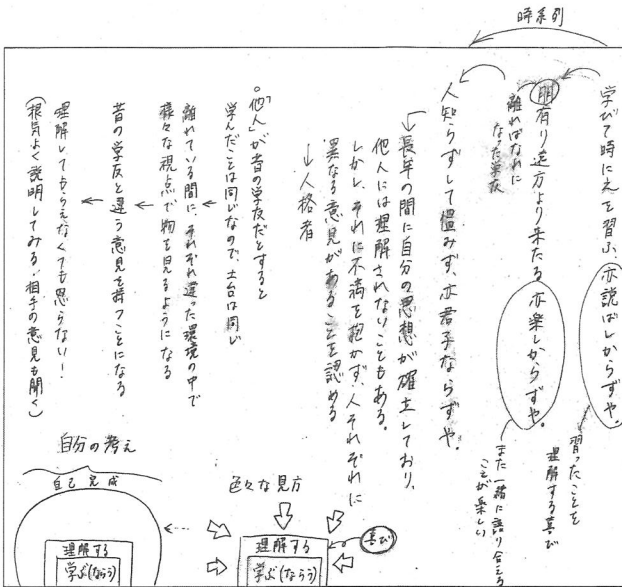 時系列
学びて時に之を習ふ、亦説ばしからずや。
習ったことを
理解する喜び
朋有り遠方より来たる亦楽しからずや。
離ればなれに
なった学友
また一緒に語り合える
ことが楽しい
人知らずして慍みず、亦君子ならずや。
長年の間に自分の思想が確立しており、
他人には理解されないこともある。
しかし、それに不満を抱かず、人それぞれに
異なる意見があることを認める
↓人格者
○「他人」が昔の学友だとすると
学んだことは同じなので、土台は同じ
離れている間に、それぞれ違った環境の中で
様々な視点で物を見るようになる
昔の学友と違う意見を持つことになる
理解してもらえなくても怒らない!
(根気よく説明してみる・相手の意見も聞く)
色々な見方
喜び
理解する
学ぶ(ならう)
自分の考え
自己完成
理解する
学ぶ(ならう)